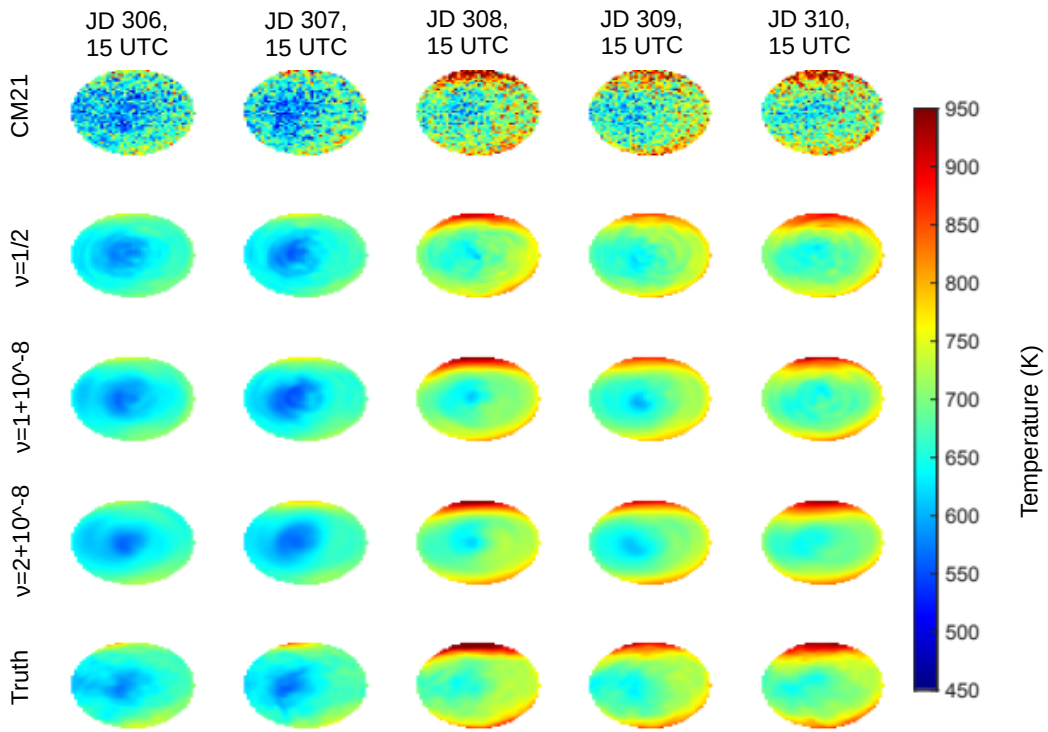 JD 306,
15 UTC
JD 307,
15 UTC
JD 308,
15 UTC
JD 309,
15 UTC
JD 310,
15 UTC
CM21
ν=1/2
ν=1+10^-8
ν=2+10^-8
Truth
950
900
850
800
750
700
650
600
550
500
450
Temperature (K)